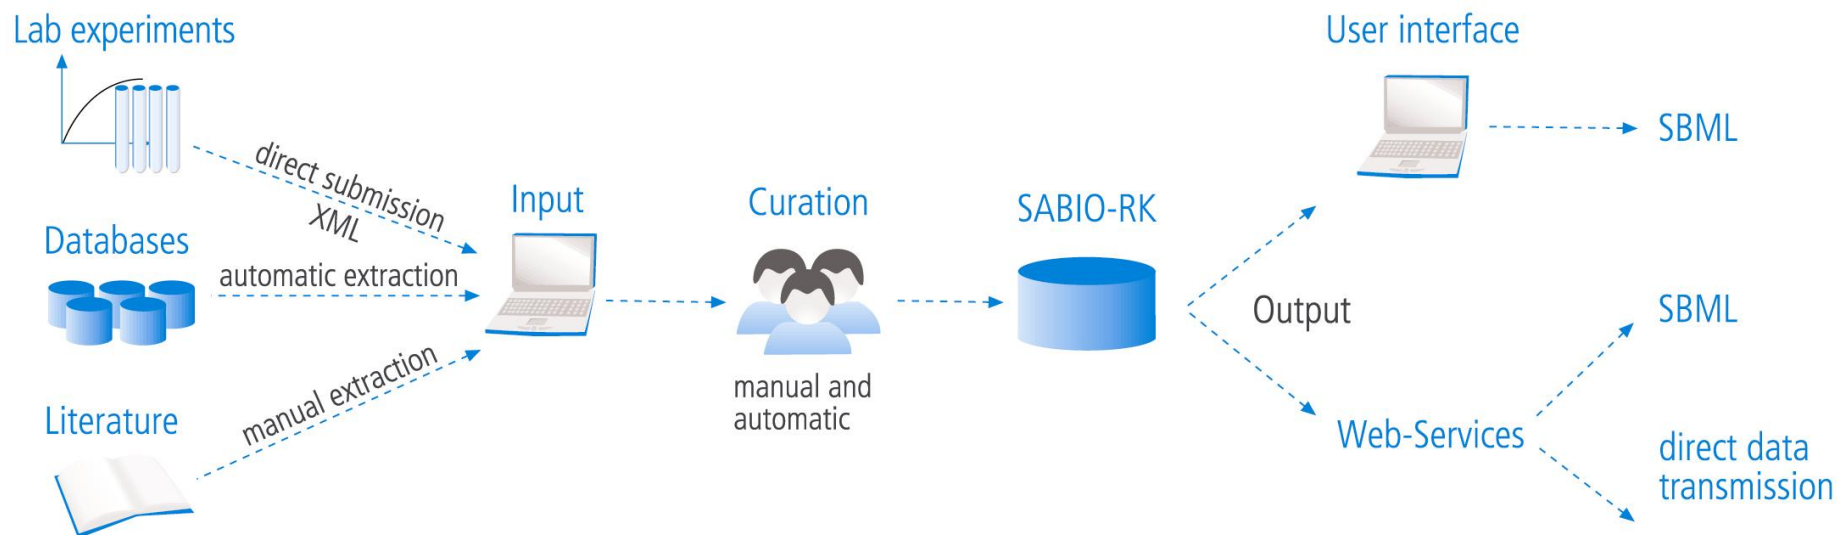 Lab experiments
direct submission
XML
Databases
automatic extraction
Literature
manual extraction
Input
Curation
manual and
automatic
SABIO-RK
Output
User interface
SBML
Web-Services
SBML
direct data
transmission